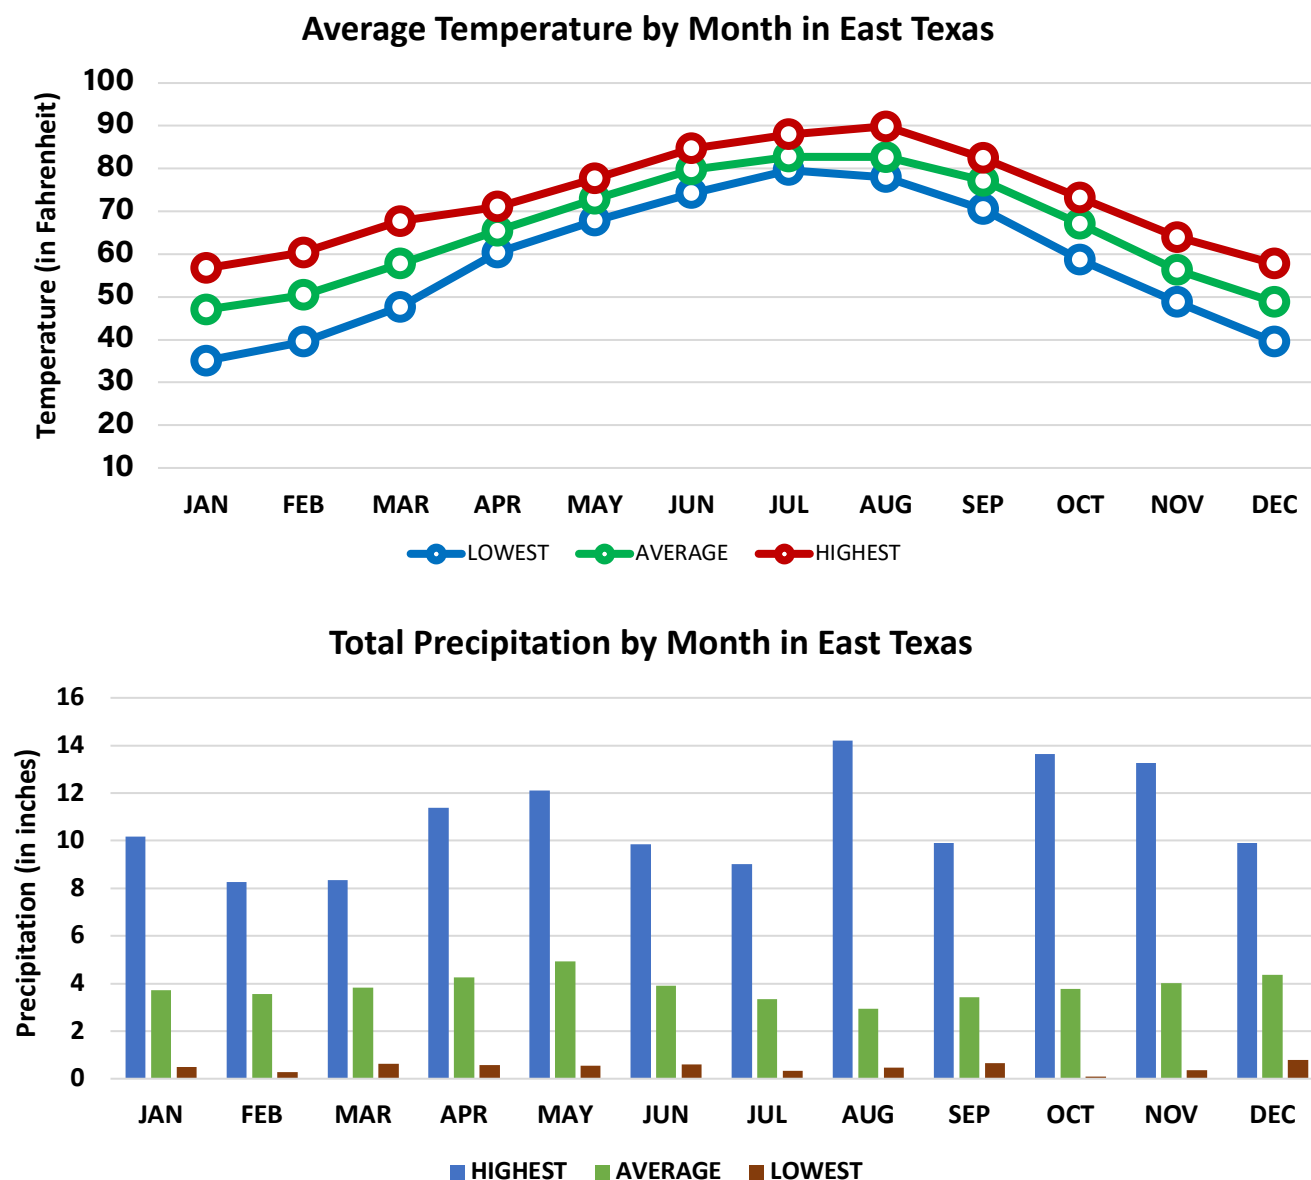 Average Temperature by Month in East Texas
Temperature (in Fahrenheit)
100
90
80
70
60
50
40
30
20
10
JAN FEB MAR APR MAY JUN JUL AUG SEP OCT NOV DEC
LOWEST AVERAGE HIGHEST
Total Precipitation by Month in East Texas
Precipitation (in inches)
16
14
12
10
8
6
4
2
0
JAN FEB MAR APR MAY JUN JUL AUG SEP OCT NOV DEC
HIGHEST AVERAGE LOWEST